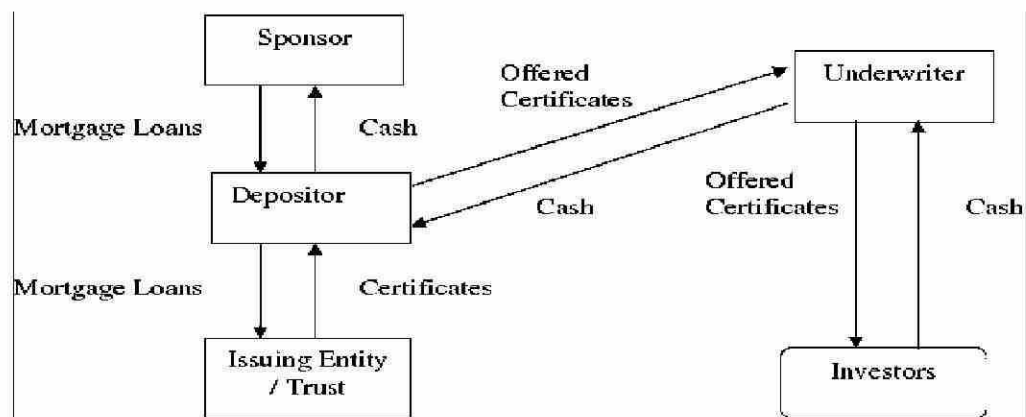 Sponsor
Underwriter
Offered
Certificates
Mortgage Loans
Cash
Depositor
Cash
Offered
Certificates
Cash
Mortgage Loans
Certificates
Issuing Entity
/ Trust
Investors